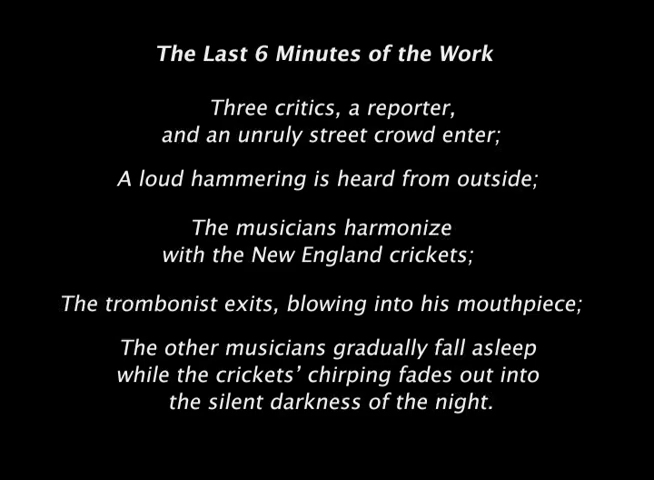 The Last 6 Minutes of the Work
Three critics, a reporter,
and an unruly street crowd enter;
A loud hammering is heard from outside;
The musicians harmonize
with the New England crickets;
The trombonist exits, blowing into his mouthpiece;
The other musicians gradually fall asleep
while the crickets’ chirping fades out into
the silent darkness of the night.